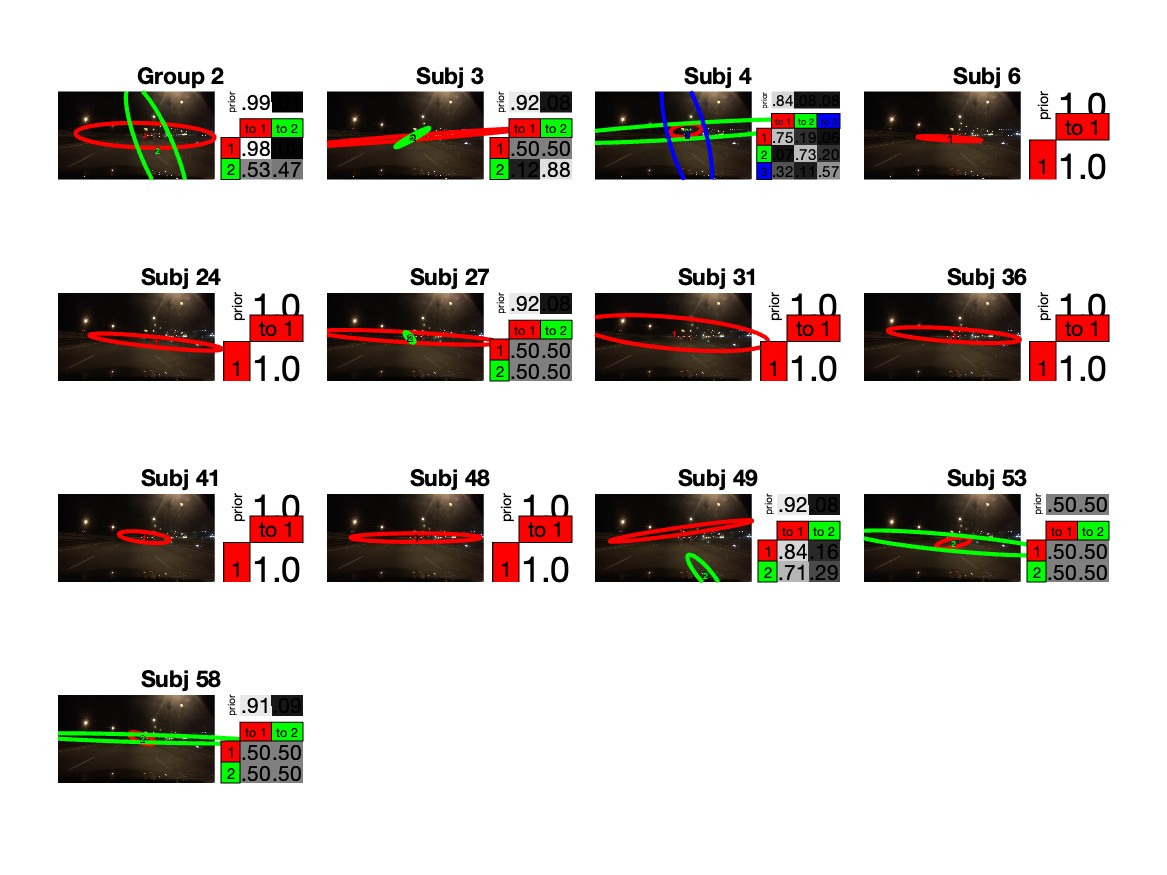 Group 2
prior .99
to 1 to 2
1 .98
2 .53 .47
Subj 3
prior .92 .08
to 1 to 2
1 .50 .50
2 .12 .88
Subj 4
prior .84 .08 .08
to 1 to 2
1 .75 .19 .06
2 .07 .73 .20
.32 .11 .57
Subj 6
prior 1.0
to 1
1 1.0
Subj 24
prior 1.0
to 1
1 1.0
Subj 27
prior .92 .08
to 1 to 2
1 .50 .50
2 .50 .50
Subj 31
prior 1.0
to 1
1 1.0
Subj 36
prior 1.0
to 1
1 1.0
Subj 41
prior 1.0
to 1
1 1.0
Subj 48
prior 1.0
to 1
1 1.0
Subj 49
prior .92 .08
to 1 to 2
1 .84 .16
2 .71 .29
Subj 53
prior .50 .50
to 1 to 2
1 .50 .50
2 .50 .50
Subj 58
prior .91 .09
to 1 to 2
1 .50 .50
2 .50 .50